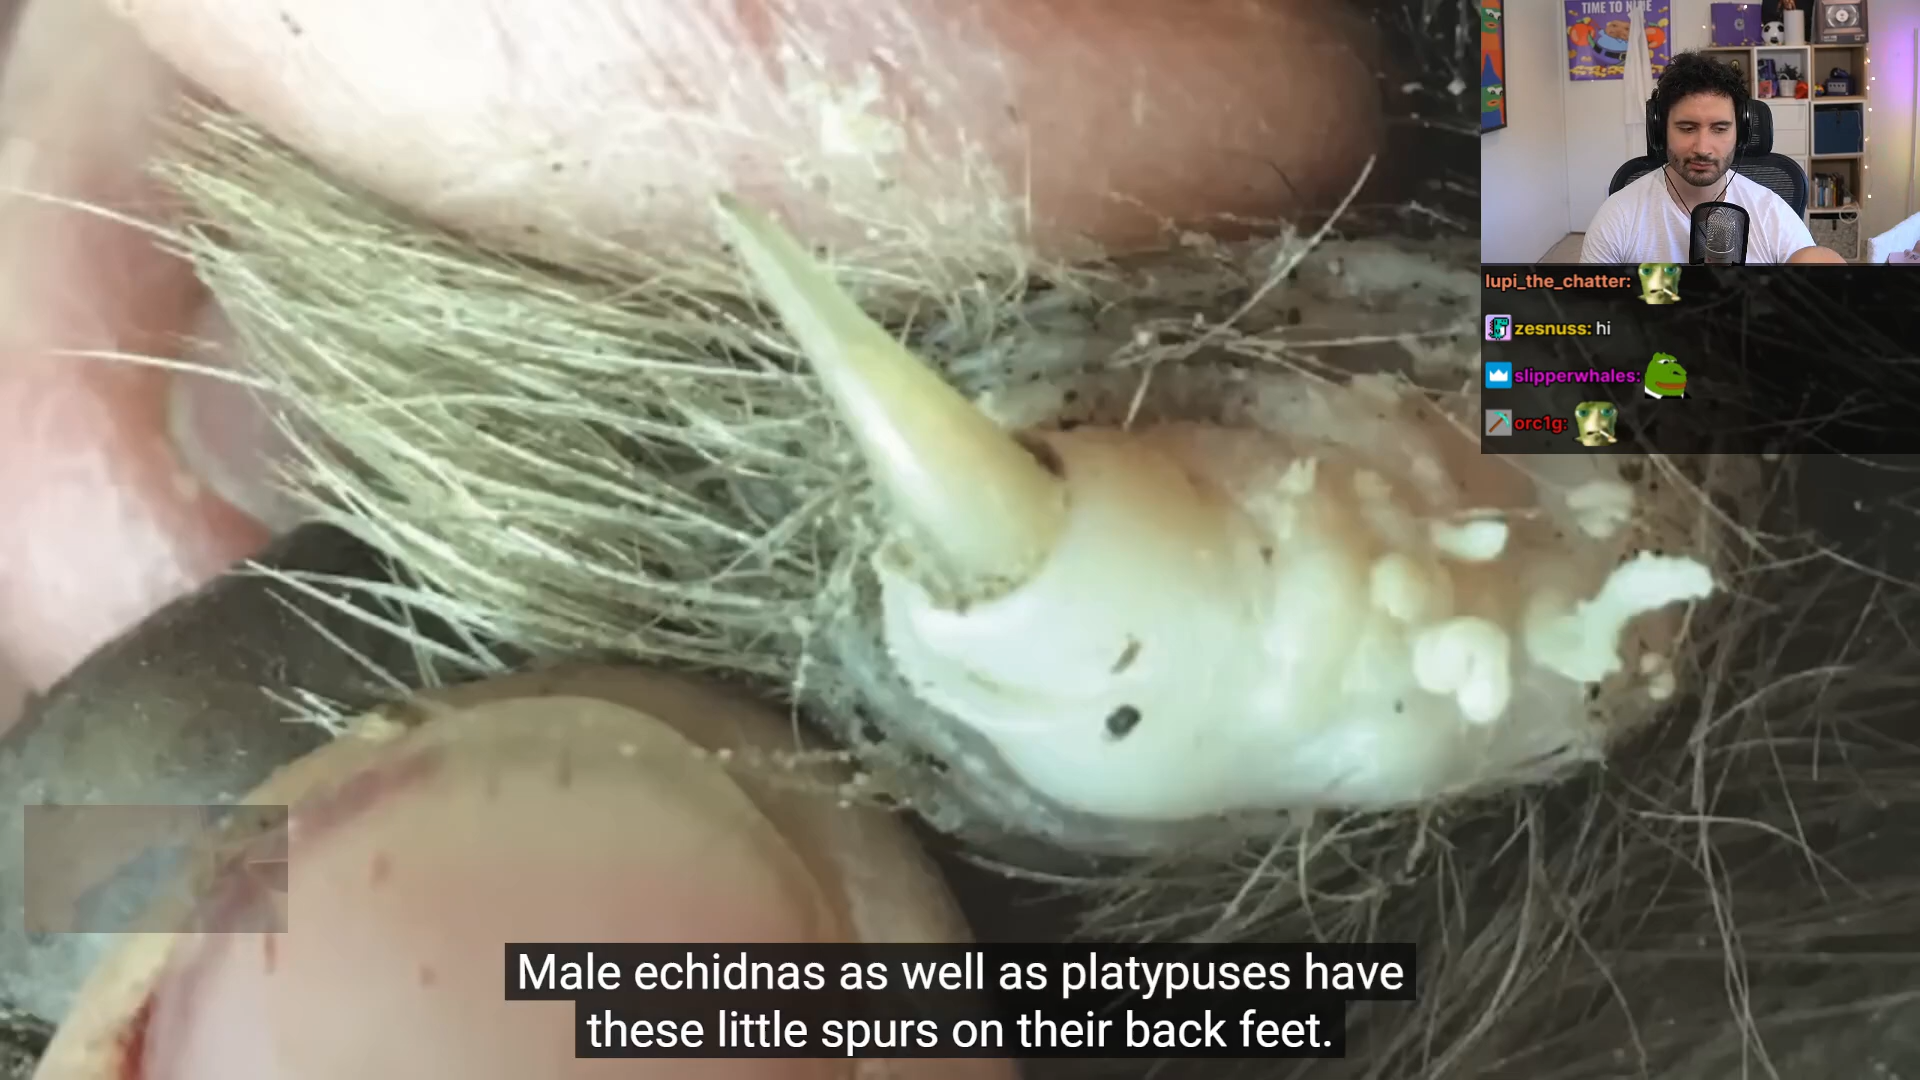 TIME TO
lupi_the_chatter:
zesnuss: hi
slipperwhales:
orc1g:
Male echidnas as well as platypuses have
these little spurs on their back feet.